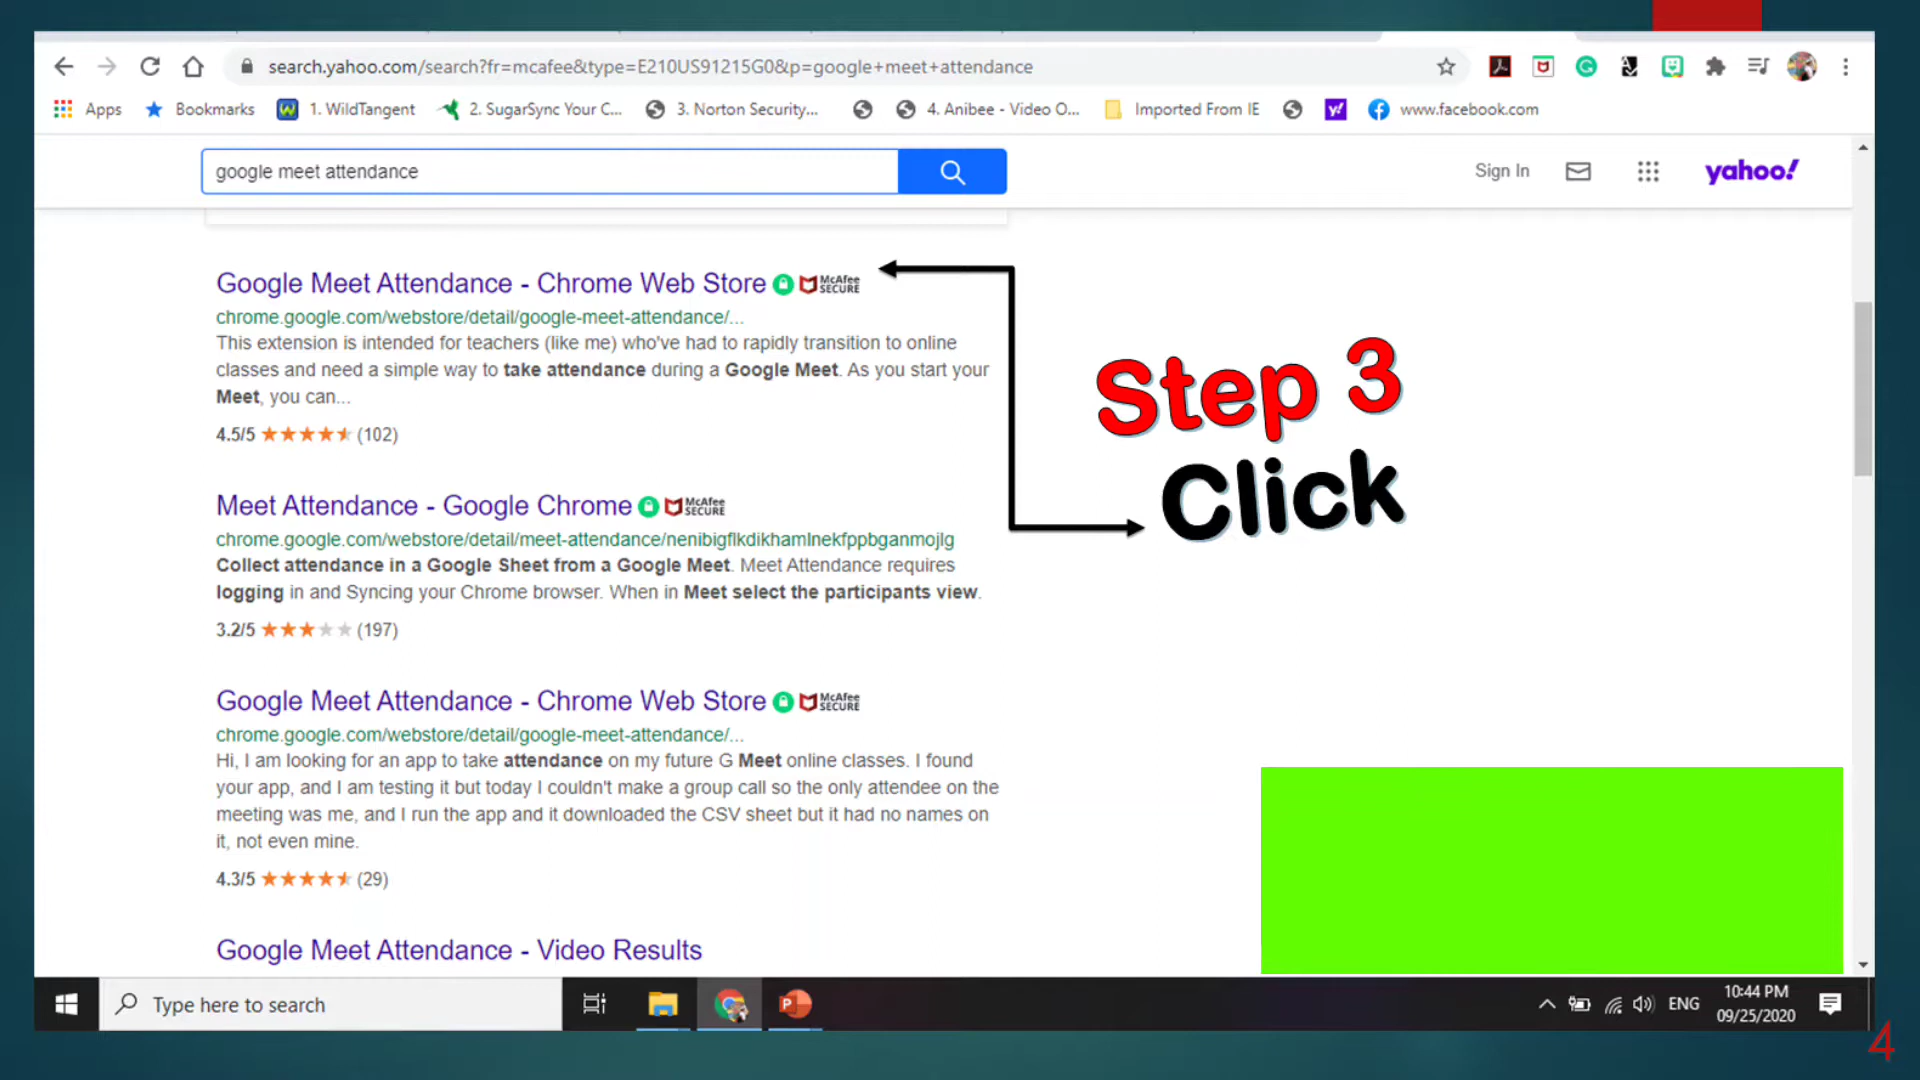 search.yahoo.com/search?fr=mcafee&type=E210US91215G0&p=google+meet+attendance
Apps
Bookmarks
1. WildTangent
2. SugarSync Your C...
3. Norton Security...
4. Anibee - Video O...
Imported From IE
y!
www.facebook.com
google meet attendance
Sign In
yahoo!
Google Meet Attendance - Chrome Web Store McAfee SECURE
chrome.google.com/webstore/detail/google-meet-attendance/...
This extension is intended for teachers (like me) who've had to rapidly transition to online
classes and need a simple way to take attendance during a Google Meet. As you start your
Meet, you can...
4.5/5 (102)
Step 3
Click
Meet Attendance - Google Chrome McAfee SECURE
chrome.google.com/webstore/detail/meet-attendance/nenibigflkdikhamlnekfppbganmojlg
Collect attendance in a Google Sheet from a Google Meet. Meet Attendance requires
logging in and Syncing your Chrome browser. When in Meet select the participants view.
3.2/5 (197)
Google Meet Attendance - Chrome Web Store McAfee SECURE
chrome.google.com/webstore/detail/google-meet-attendance/...
Hi, I am looking for an app to take attendance on my future G Meet online classes. I found
your app, and I am testing it but today I couldn't make a group call so the only attendee on the
meeting was me, and I run the app and it downloaded the CSV sheet but it had no names on
it, not even mine.
4.3/5 (29)
Google Meet Attendance - Video Results
Type here to search
ENG
10:44 PM
09/25/2020
4